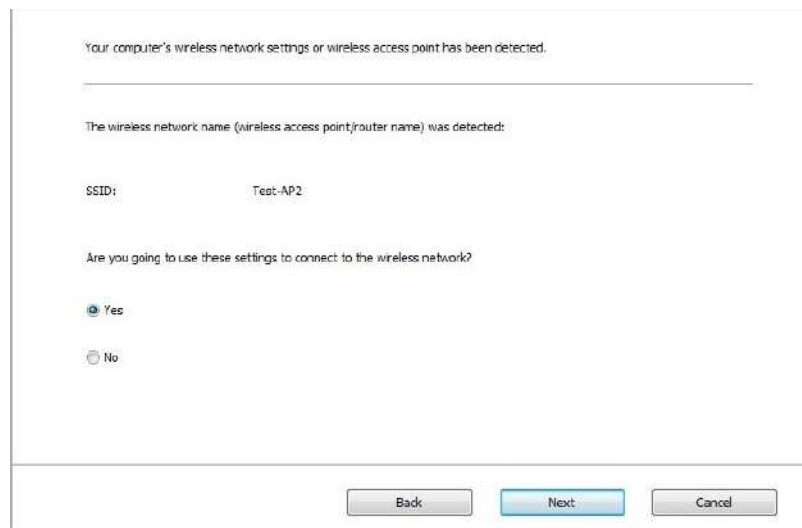 Your computer's wireless network settings or wireless access point has been detected.
The wireless network name (wireless access point/router name) was detected:
SSID: Test-AP2
Are you going to use these settings to connect to the wireless network?
Yes
No
Back Next Cancel